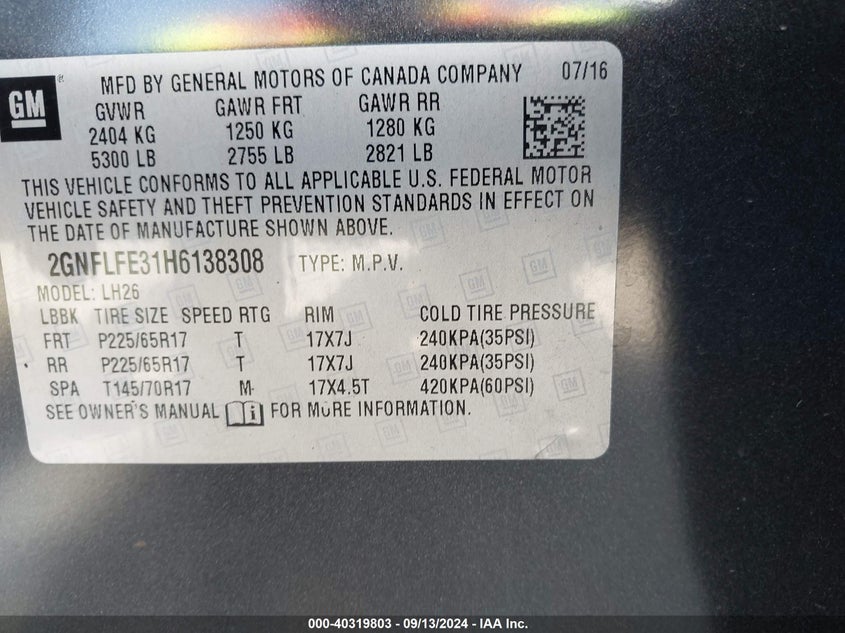 GM
MFD BY GENERAL MOTORS OF CANADA COMPANY 07/16
GVWR GAWR FRT GAWR RR
2404 KG 1250 KG 1280 KG
5300 LB 2755 LB 2821 LB
THIS VEHICLE CONFORMS TO ALL APPLICABLE U.S. FEDERAL MOTOR
VEHICLE SAFETY AND THEFT PREVENTION STANDARDS IN EFFECT ON
THE DATE OF MANUFACTURE SHOWN ABOVE.
2GNFLFE31H6138308 TYPE: M.P.V.
MODEL: LH26
LBBK TIRE SIZE SPEED RTG RIM COLD TIRE PRESSURE
FRT P225/65R17 T 17X7J 240KPA(35PSI)
RR P225/65R17 T 17X7J 240KPA(35PSI)
SPA T145/70R17 M 17X4.5T 420KPA(60PSI)
SEE OWNER'S MANUAL i FOR MORE INFORMATION.
000-40319803 - 09/13/2024 - IAA Inc.